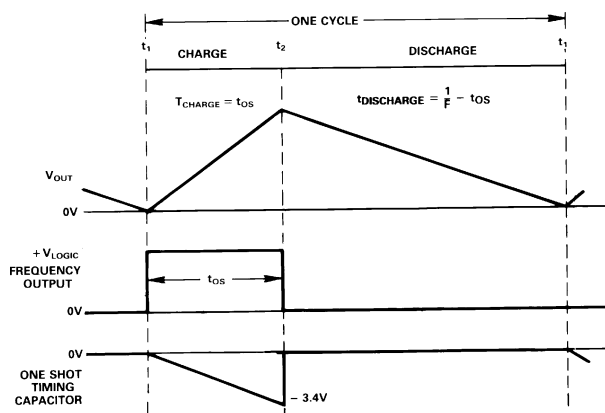 ONE CYCLE
t1 t2 t1
CHARGE DISCHARGE
TCHARGE = tOS tDISCHARGE = 1/F - tOS
VOUT
0V
+ VLOGIC
FREQUENCY
OUTPUT
tOS
0V
0V
ONE SHOT
TIMING
CAPACITOR
- 3.4V